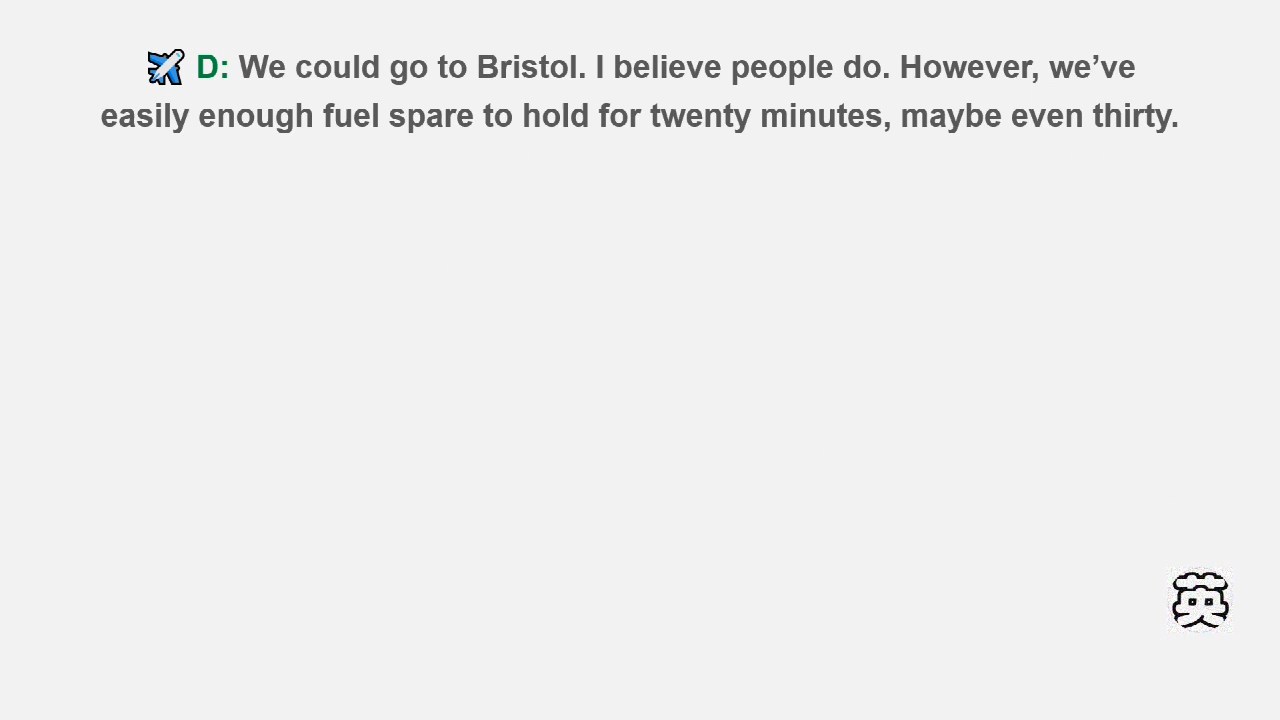 D: We could go to Bristol. I believe people do. However, we’ve
easily enough fuel spare to hold for twenty minutes, maybe even thirty.
英